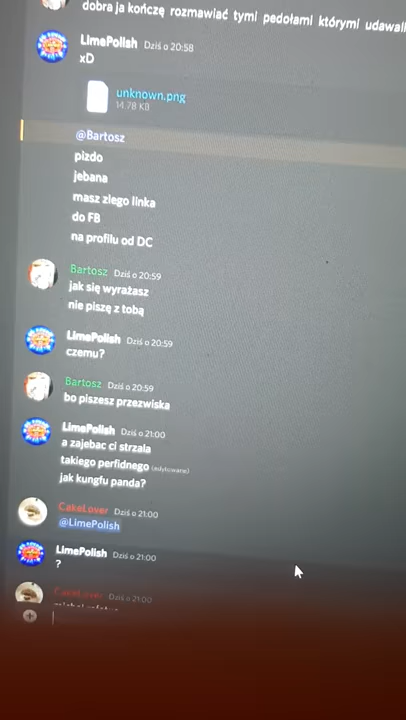 dobra ja kończę rozmawiać tymi pedołami którymi udawali
LimePolish Dziś o 20:58
xD
unknown.png
14.78 KB
@Bartosz
pizdo
jebana
masz zlego linka
do FB
na profilu od DC
Bartosz Dziś o 20:59
jak się wyrażasz
nie piszę z tobą
LimePolish Dziś o 20:59
czemu?
Bartosz Dziś o 20:59
bo piszesz przezwiska
LimePolish Dziś o 21:00
a zajebac ci strzala
takiego perfidnego (edytowane)
jak kungfu panda?
CakeLover Dziś o 21:00
@LimePolish
LimePolish Dziś o 21:00
?
CakeLover Dziś o 21:00